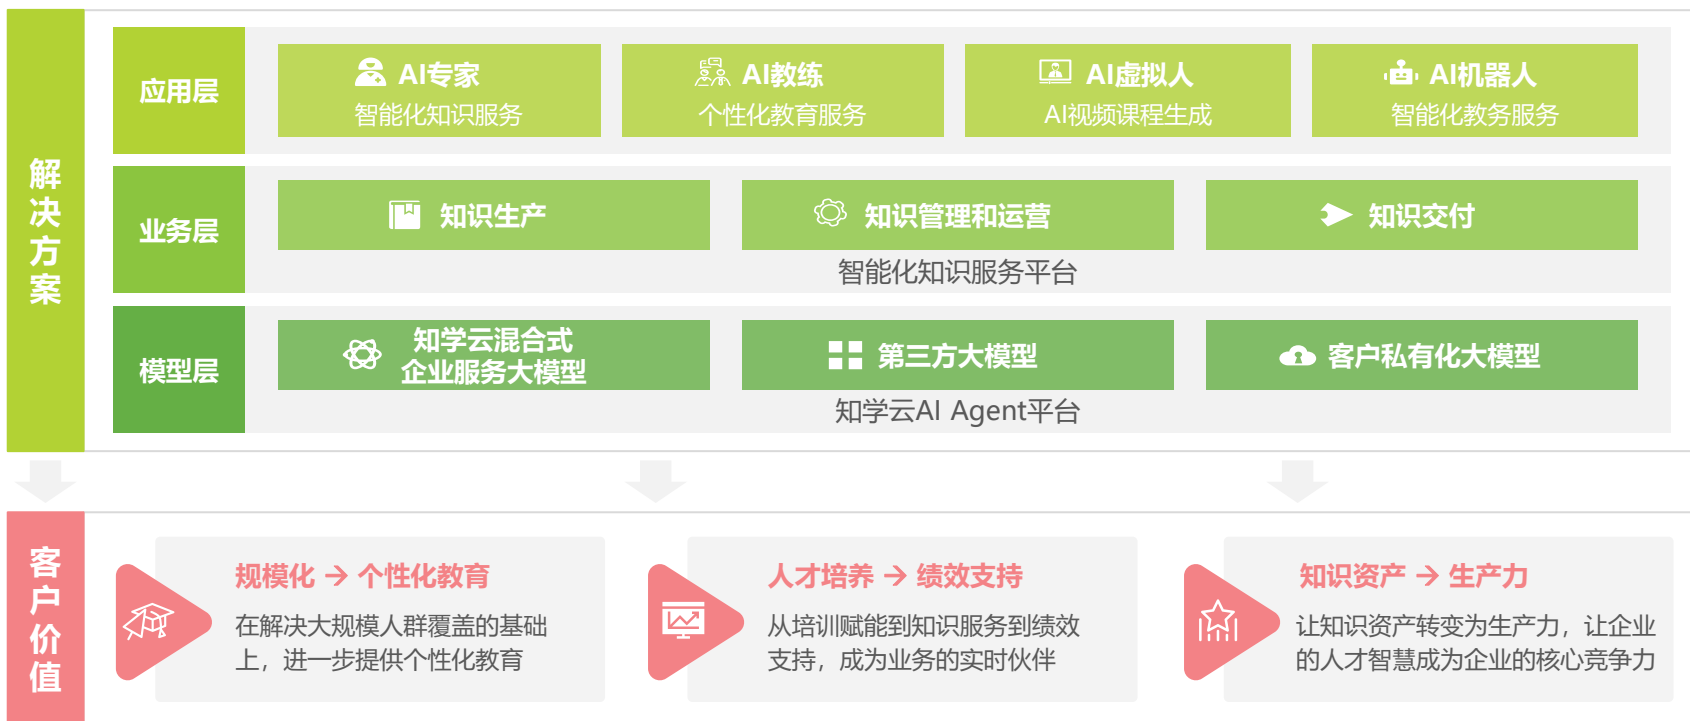 解决方案
应用层
AI专家
智能化知识服务
AI教练
个性化教育服务
AI虚拟人
AI视频课程生成
AI机器人
智能化教务服务
业务层
知识生产
知识管理和运营
知识交付
智能化知识服务平台
模型层
知学云混合式
企业服务大模型
第三方大模型
客户私有化大模型
知学云AI Agent平台
客户价值
规模化→个性化教育
在解决大规模人群覆盖的基础
上，进一步提供个性化教育
人才培养→绩效支持
从培训赋能到知识服务到绩效
支持，成为业务的实时伙伴
知识资产→生产力
让知识资产转变为生产力，让企业
的人才智慧成为企业的核心竞争力